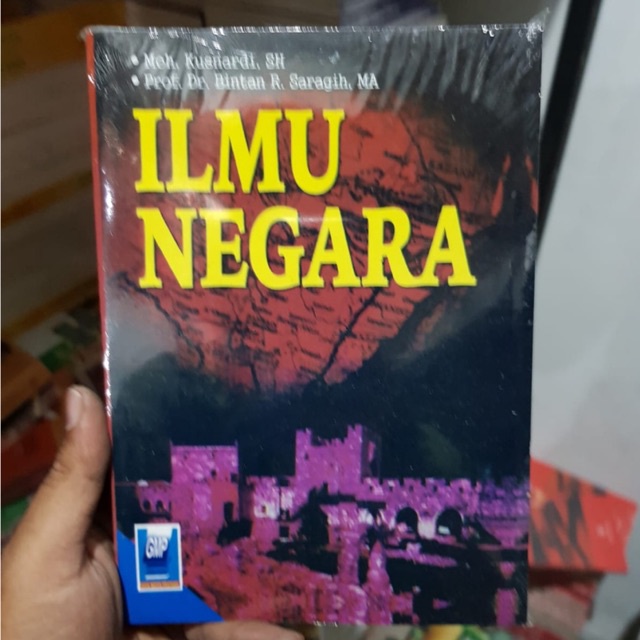 • Moh. Kusnardi, SH
• Prof. Dr. Bintan R. Saragih, MA
ILMU
NEGARA
GMP